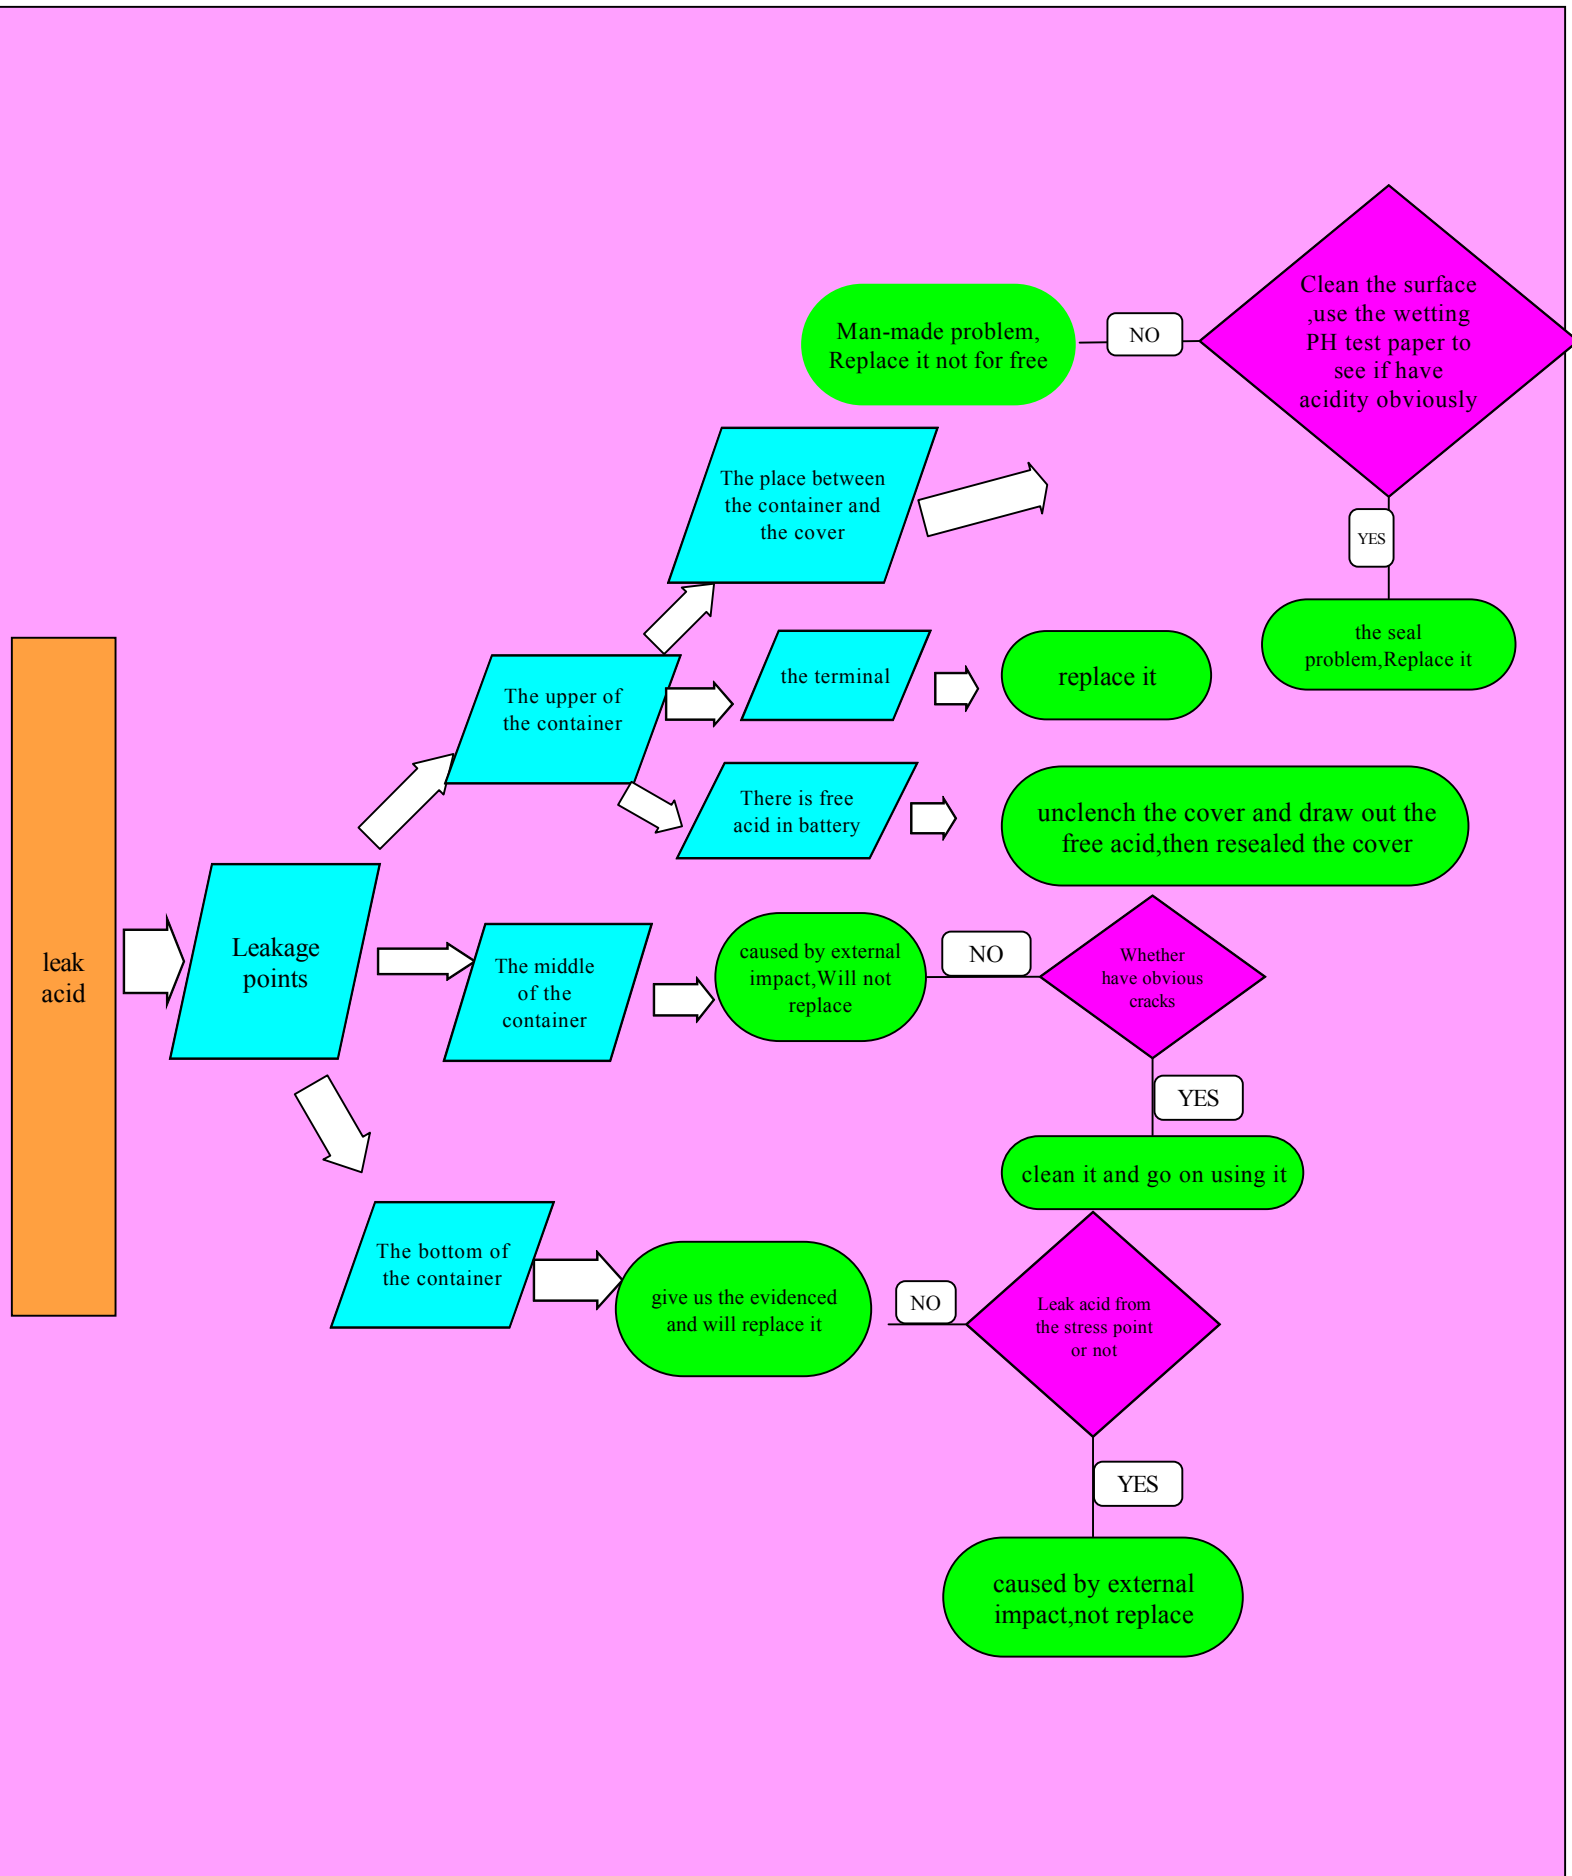 Clean the surface
,use the wetting
PH test paper to
see if have
acidity obviously
Man-made problem,
Replace it not for free
NO
The place between
the container and
the cover
YES
the seal
problem,Replace it
The upper of
the container
the terminal
replace it
There is free
acid in battery
unclench the cover and draw out the
free acid,then resealed the cover
leak
acid
Leakage
points
The middle
of the
container
caused by external
impact,Will not
replace
NO
Whether
have obvious
cracks
YES
clean it and go on using it
The bottom of
the container
give us the evidenced
and will replace it
NO
Leak acid from
the stress point
or not
YES
caused by external
impact,not replace